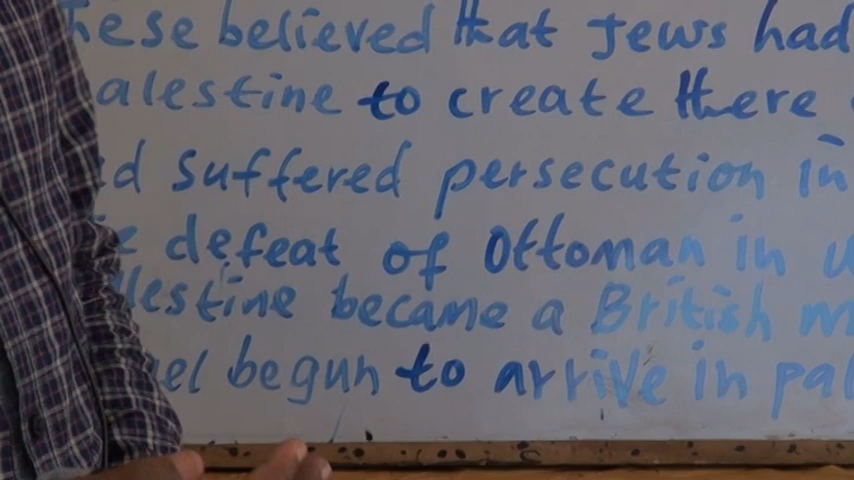 these believed that Jews had
alestine to create there
d suffered persecution in
defeat of Ottoman in
lestine became a British m
el begun to arrive in pal